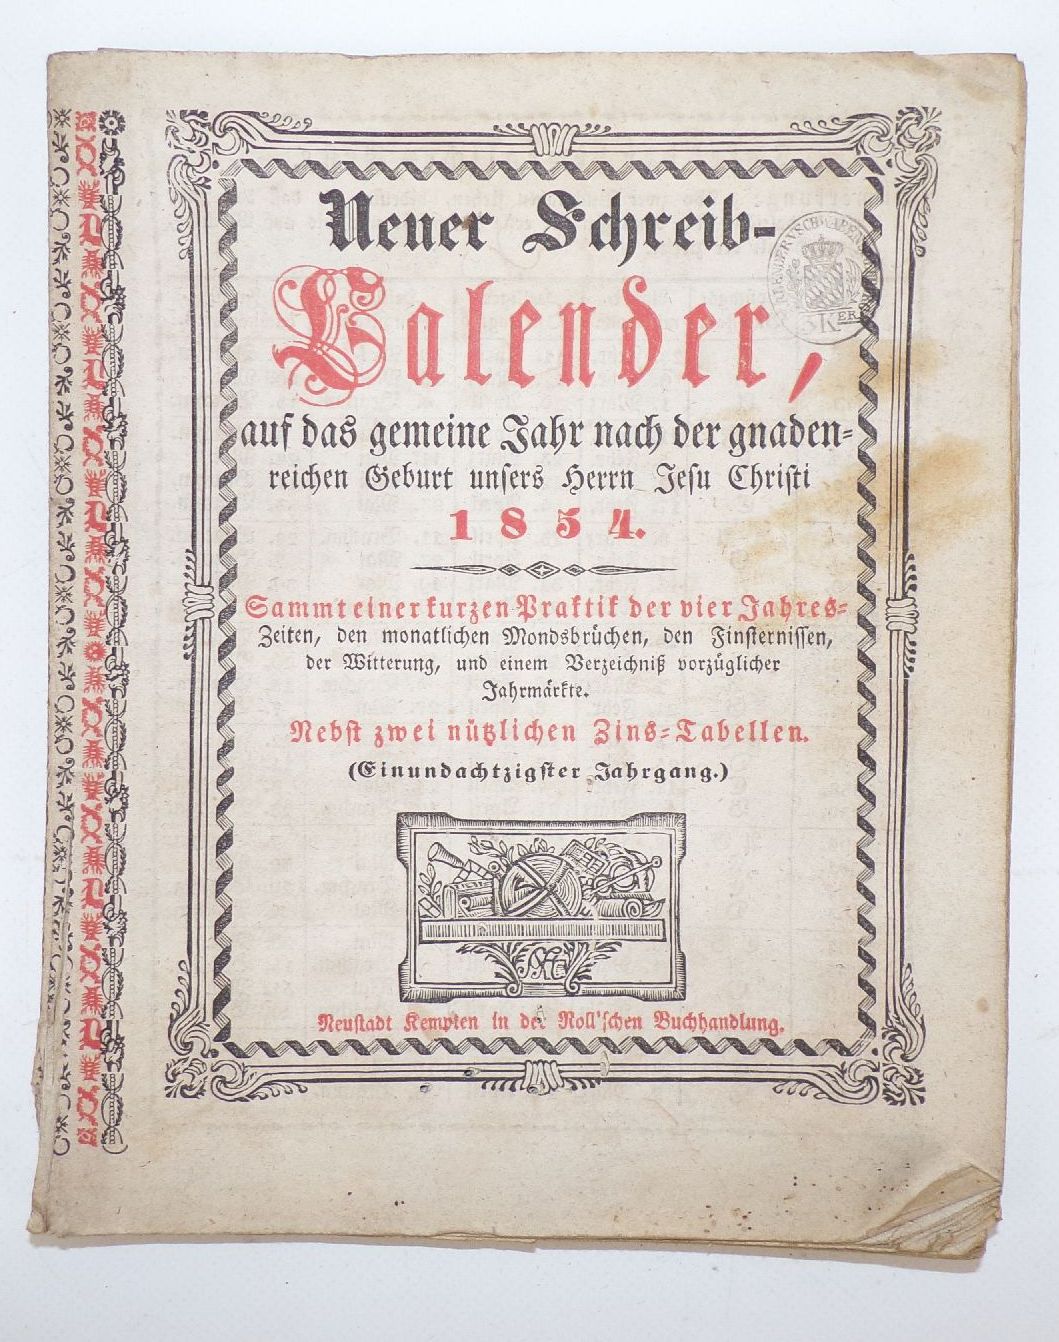 Neuer Schreib-
Calender,
auf das gemeine Jahr nach der gnaden-
reichen Geburt unsers Herrn Jesu Christi
1854.
Sammt einer kurzen Praktik der vier Jahres-
Zeiten, den monatlichen Mondsbrüchen, den Finsternissen,
der Witterung, und einem Verzeichniß vorzüglicher
Jahrmärkte.
Nebst zwei nützlichen Zins-Tabellen.
(Einundachtzigster Jahrgang.)
Neustadt Kempten in der Koll'schen Buchhandlung.